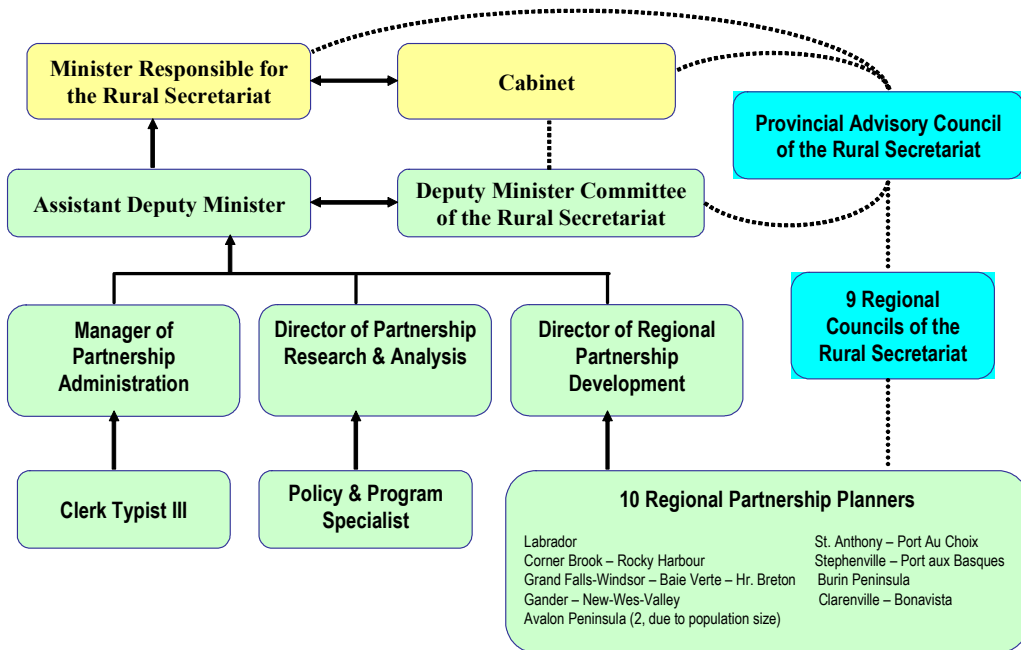 Minister Responsible for
the Rural Secretariat
Cabinet
Provincial Advisory Council
of the Rural Secretariat
Assistant Deputy Minister
Deputy Minister Committee
of the Rural Secretariat
9 Regional
Councils of the
Rural Secretariat
Manager of
Partnership
Administration
Director of Partnership
Research & Analysis
Director of Regional
Partnership
Development
Clerk Typist III
Policy & Program
Specialist
10 Regional Partnership Planners
Labrador
Corner Brook – Rocky Harbour
Grand Falls-Windsor – Baie Verte – Hr. Breton
Gander – New-Wes-Valley
Avalon Peninsula (2, due to population size)
St. Anthony – Port Au Choix
Stephenville – Port aux Basques
Burin Peninsula
Clarenville – Bonavista